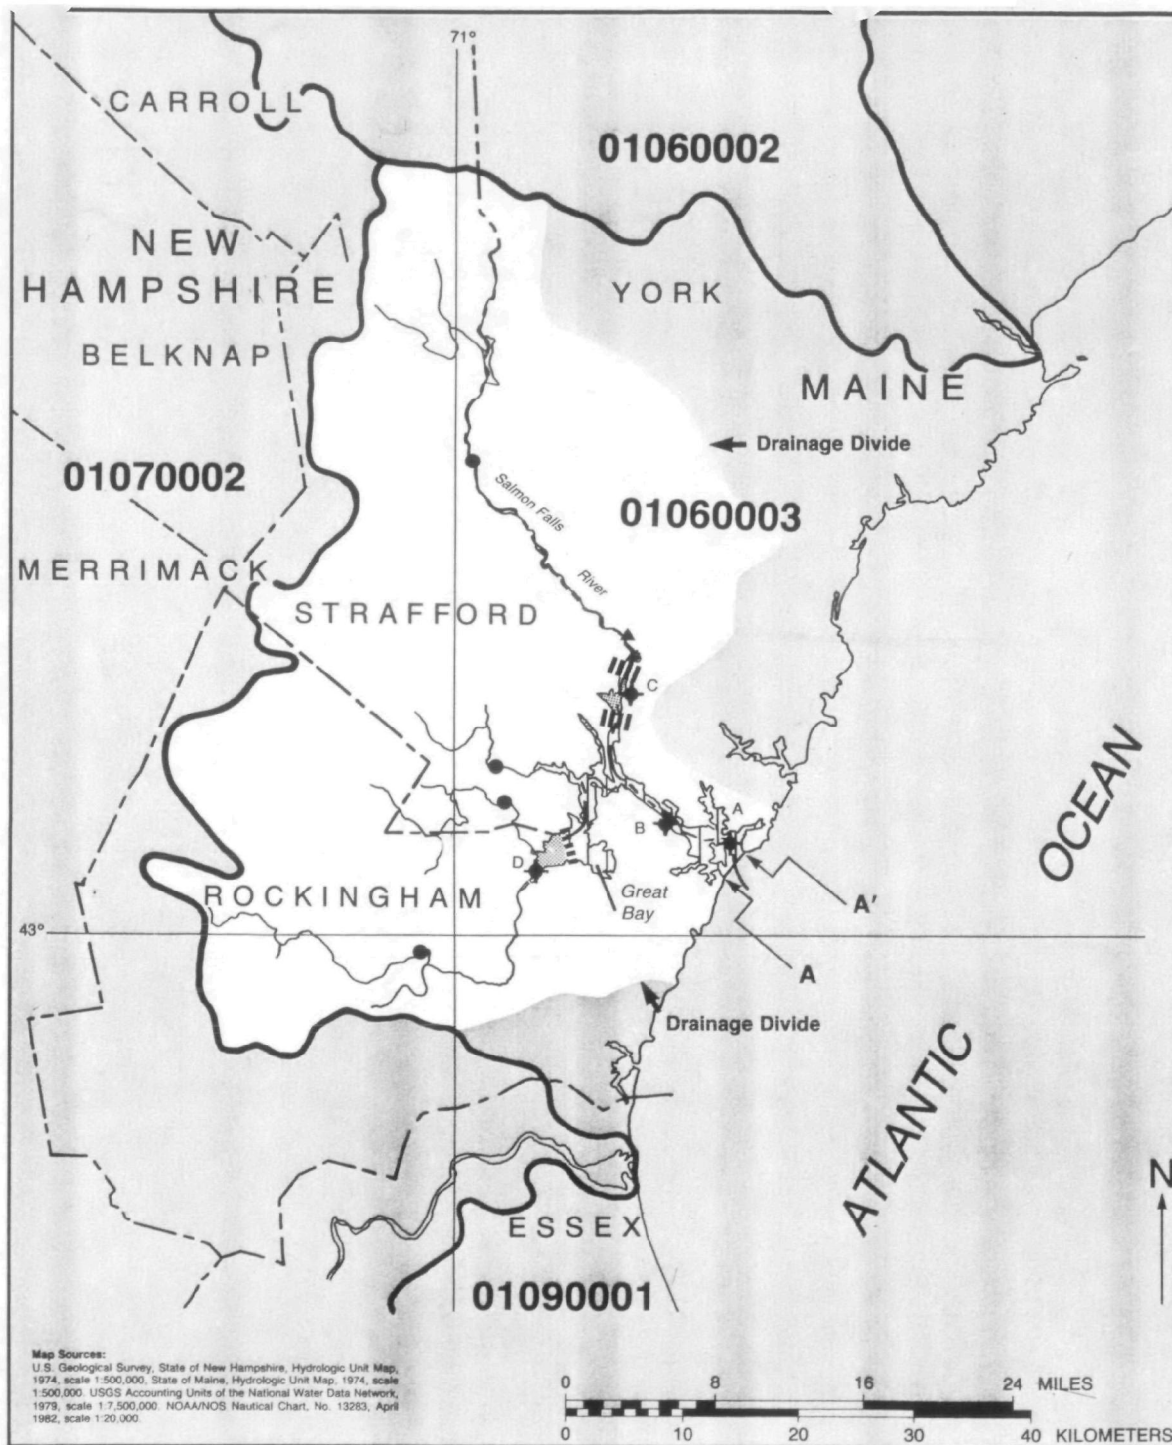 71°
CARROLL
01060002
NEW
HAMPSHIRE
YORK
BELKNAP
MAINE
Drainage Divide
01070002
Salmon Falls
01060003
MERRIMACK
River
STRAFFORD
C
OCEAN
A
B
D
ROCKINGHAM
Great
Bay
A'
43°
A
Drainage Divide
ATLANTIC
N
ESSEX
01090001
Map Sources:
U.S. Geological Survey, State of New Hampshire, Hydrologic Unit Map,
1974, scale 1:500,000, State of Maine, Hydrologic Unit Map, 1974, scale
1:500,000. USGS Accounting Units of the National Water Data Network,
1979, scale 1:7,500,000. NOAA/NOS Nautical Chart, No. 13283, April
1982, scale 1:20,000.
0 8 16 24 MILES
0 10 20 30 40 KILOMETERS